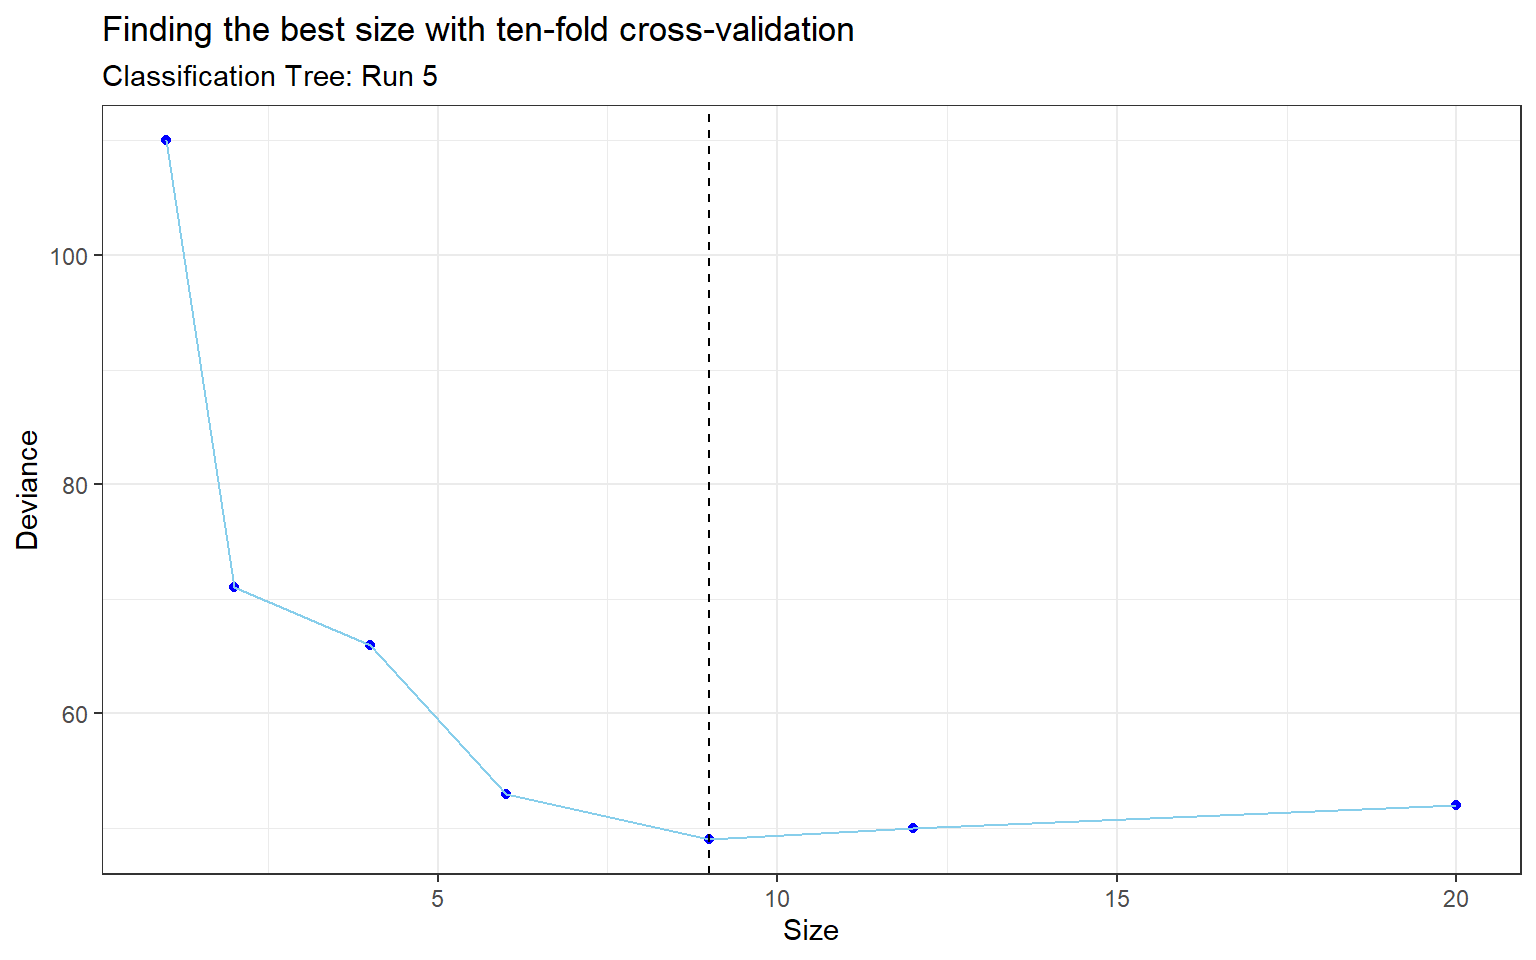 Finding the best size with ten-fold cross-validation
Classification Tree: Run 5
100
80
60
Deviance
5
10
15
20
Size